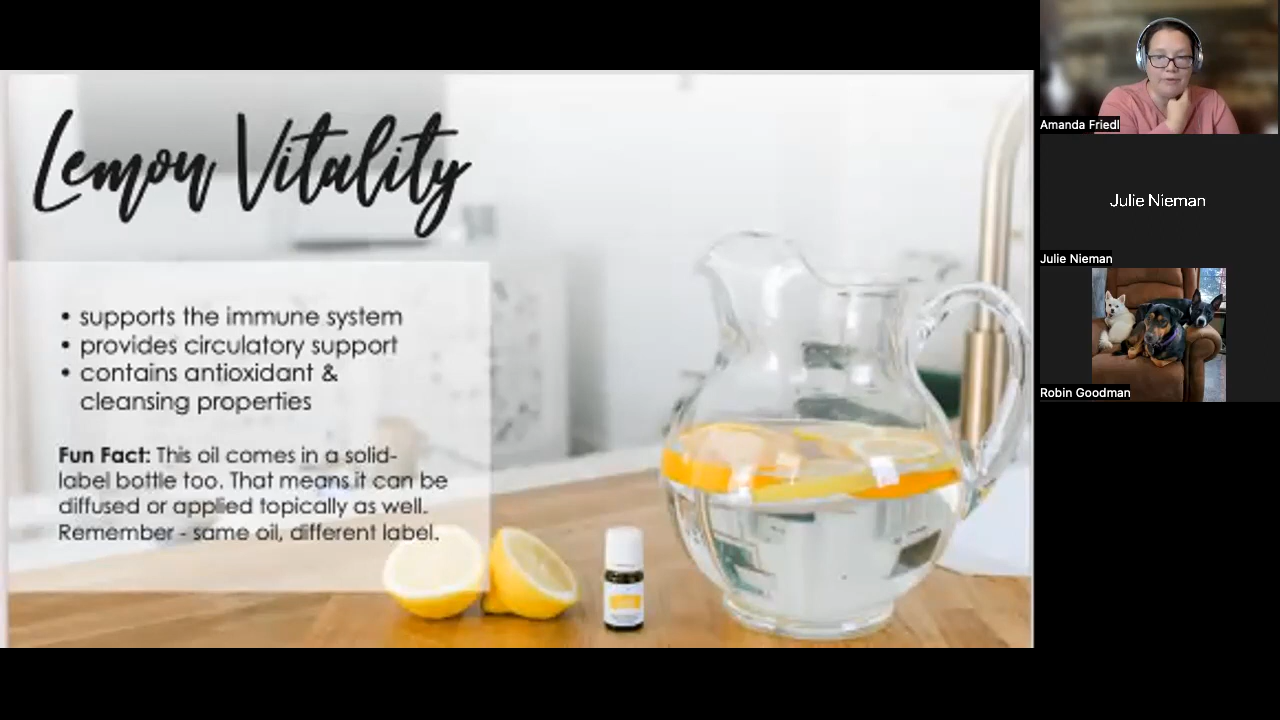 Lemon Vitality
• supports the immune system
• provides circulatory support
• contains antioxidant &
cleansing properties
Fun Fact: This oil comes in a solid-
label bottle too. That means it can be
diffused or applied topically as well.
Remember - same oil, different label.
Amanda Friedl
Julie Nieman
Julie Nieman
Robin Goodman